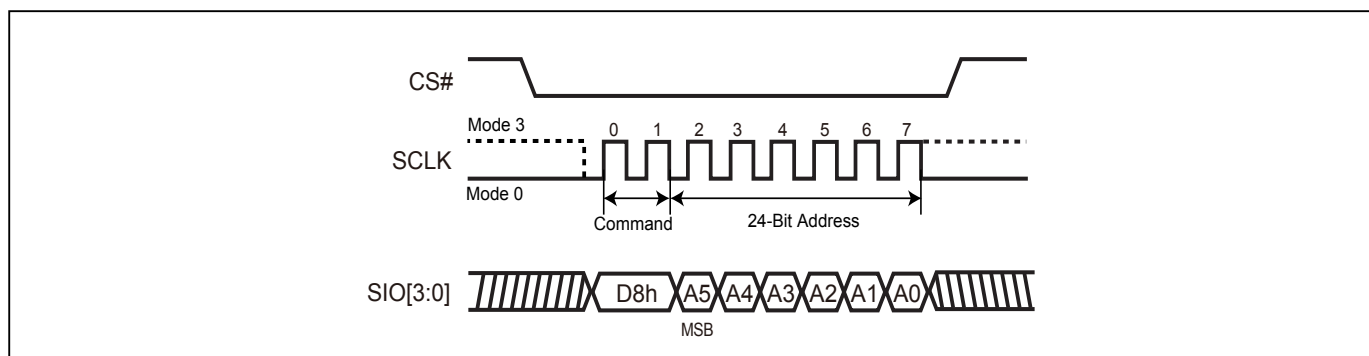 CS#
Mode 3
0 1 2 3 4 5 6 7
SCLK
Mode 0
Command
24-Bit Address
SIO[3:0]
D8h A5 A4 A3 A2 A1 A0
MSB